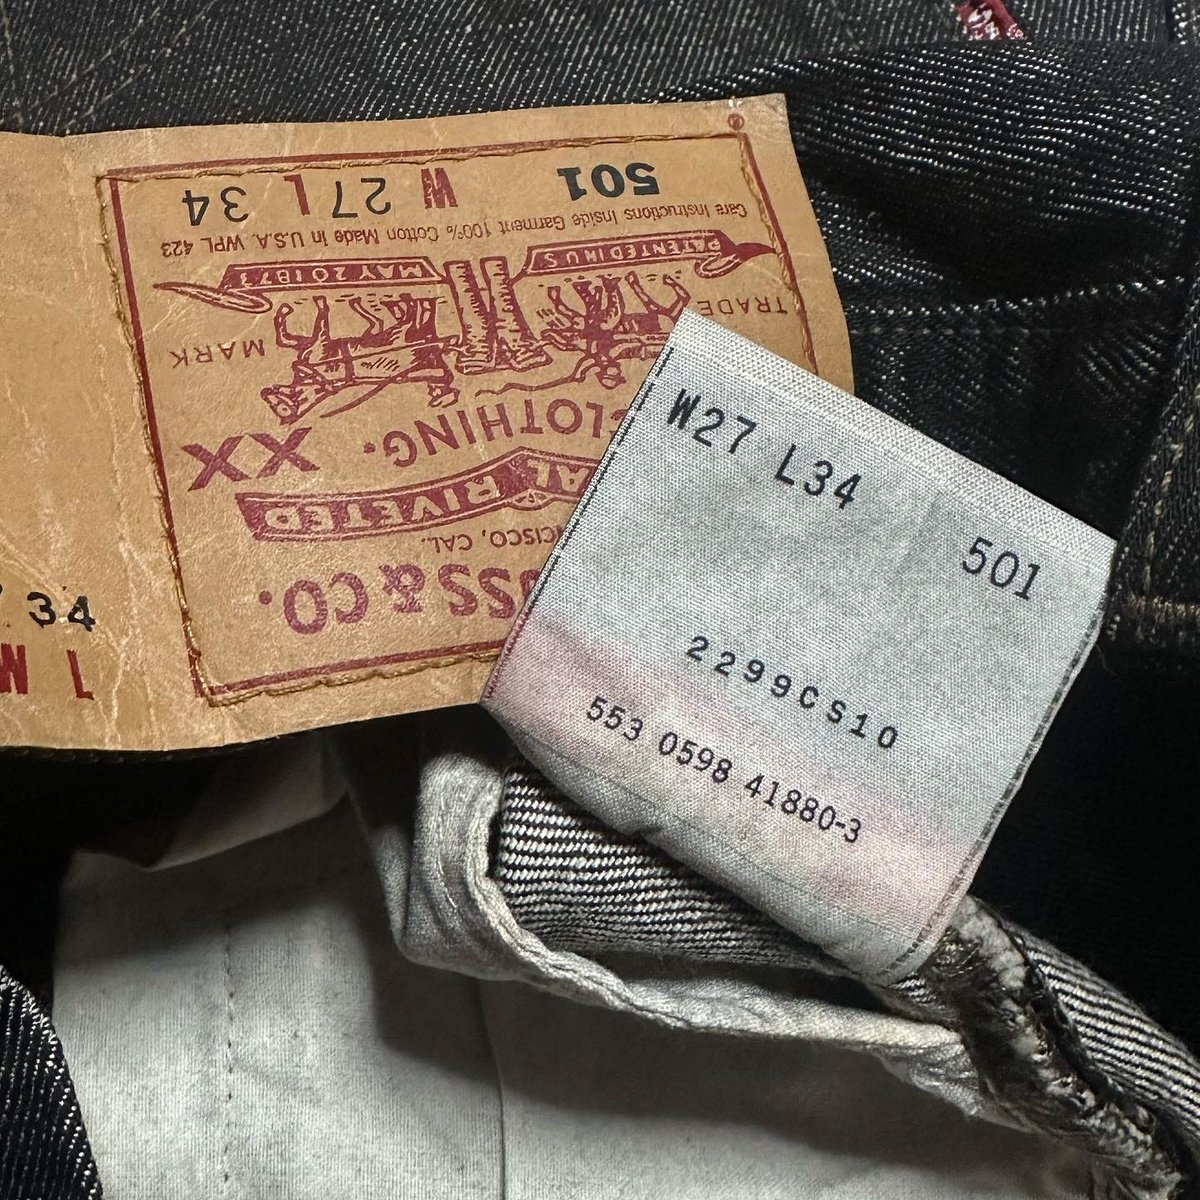 SS & CO.
CISCO, CAL.
AL RIVETED
CLOTHING. XX
TRADE MARK
PATENTED IN U S MAY 20 1873
Care Instructions Inside Garment 100% Cotton Made in U.S.A. WPL 423
501 W 27 L 34
®
34
W L
W27 L34
501
2299CS10
553 0598 41880-3